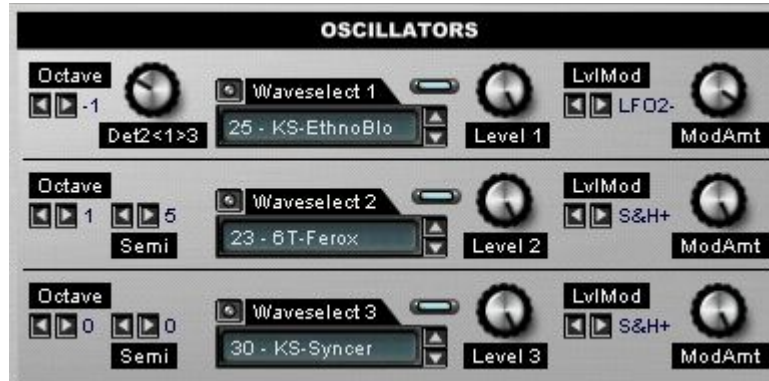 OSCILLATORS
Octave
-1
Det2<1>3
Waveselect 1
25 - KS-EthnoBlo
Level 1
LvlMod
LFO2-
ModAmt
Octave
1 5
Semi
Waveselect 2
23 - 6T-Ferox
Level 2
LvlMod
S&H+
ModAmt
Octave
0 0
Semi
Waveselect 3
30 - KS-Syncer
Level 3
LvlMod
S&H+
ModAmt